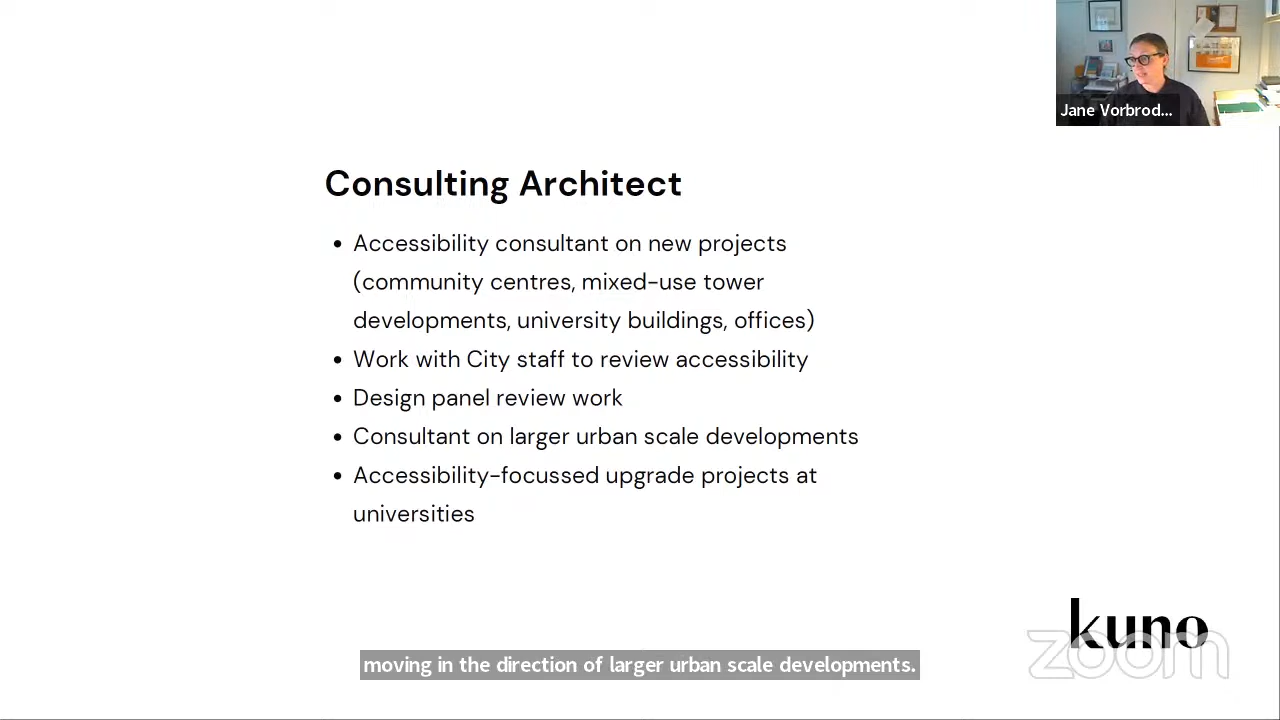 Jane Vorbrod...
Consulting Architect
• Accessibility consultant on new projects
(community centres, mixed-use tower
developments, university buildings, offices)
• Work with City staff to review accessibility
• Design panel review work
• Consultant on larger urban scale developments
• Accessibility-focussed upgrade projects at
universities
kuno
zoom
moving in the direction of larger urban scale developments.